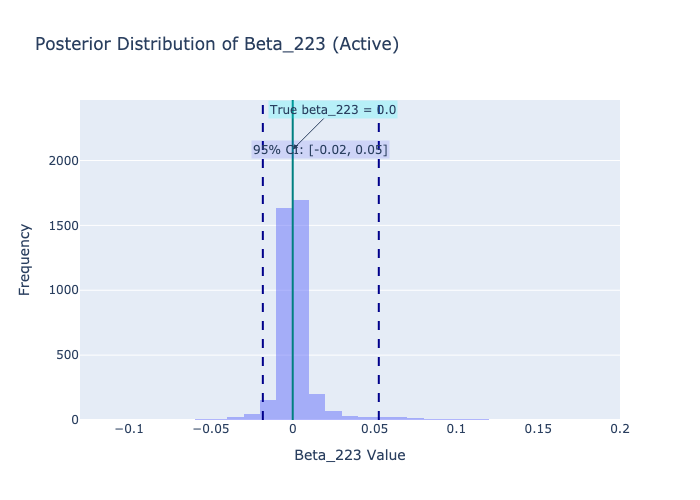 Posterior Distribution of Beta_223 (Active)
True beta_223 = 0.0
95% CI: [-0.02, 0.05]
2000
1500
1000
500
0
Frequency
−0.1
−0.05
0
0.05
0.1
0.15
0.2
Beta_223 Value